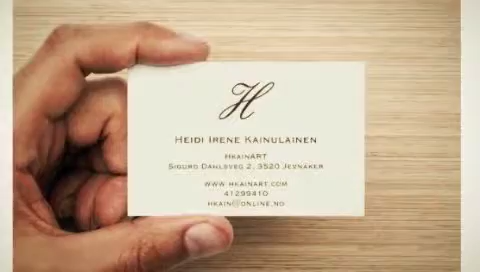 H
Heidi Irene Kainulainen
HkainART
Sigurd Dahlsveg 2, 3520 Jevnaker
www.hkainart.com
41299410
hkain@online.no